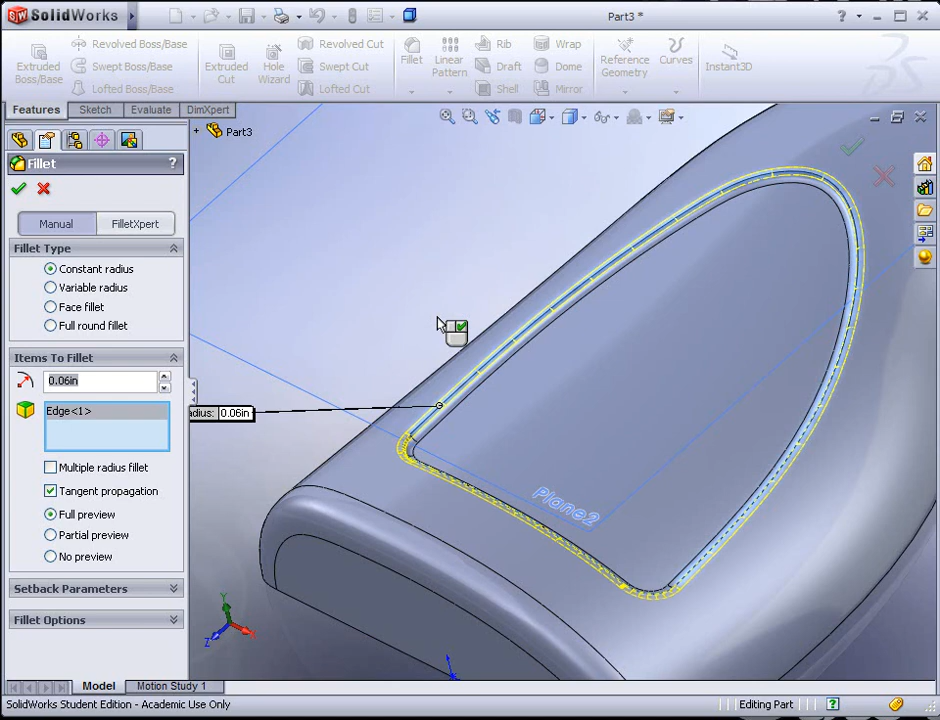 SolidWorks
Part3 *
Extruded Boss/Base
Revolved Boss/Base
Swept Boss/Base
Lofted Boss/Base
Extruded Cut
Hole Wizard
Revolved Cut
Swept Cut
Lofted Cut
Fillet
Linear Pattern
Rib
Draft
Shell
Wrap
Dome
Mirror
Reference Geometry
Curves
Instant3D
Features
Sketch
Evaluate
DimXpert
Part3
Fillet
?
Manual
FilletXpert
Fillet Type
Constant radius
Variable radius
Face fillet
Full round fillet
Items To Fillet
0.06in
Edge<1>
Multiple radius fillet
Tangent propagation
Full preview
Partial preview
No preview
Setback Parameters
Fillet Options
adius: 0.06in
Plane2
Y
X
Z
Model
Motion Study 1
SolidWorks Student Edition - Academic Use Only
Editing Part
?